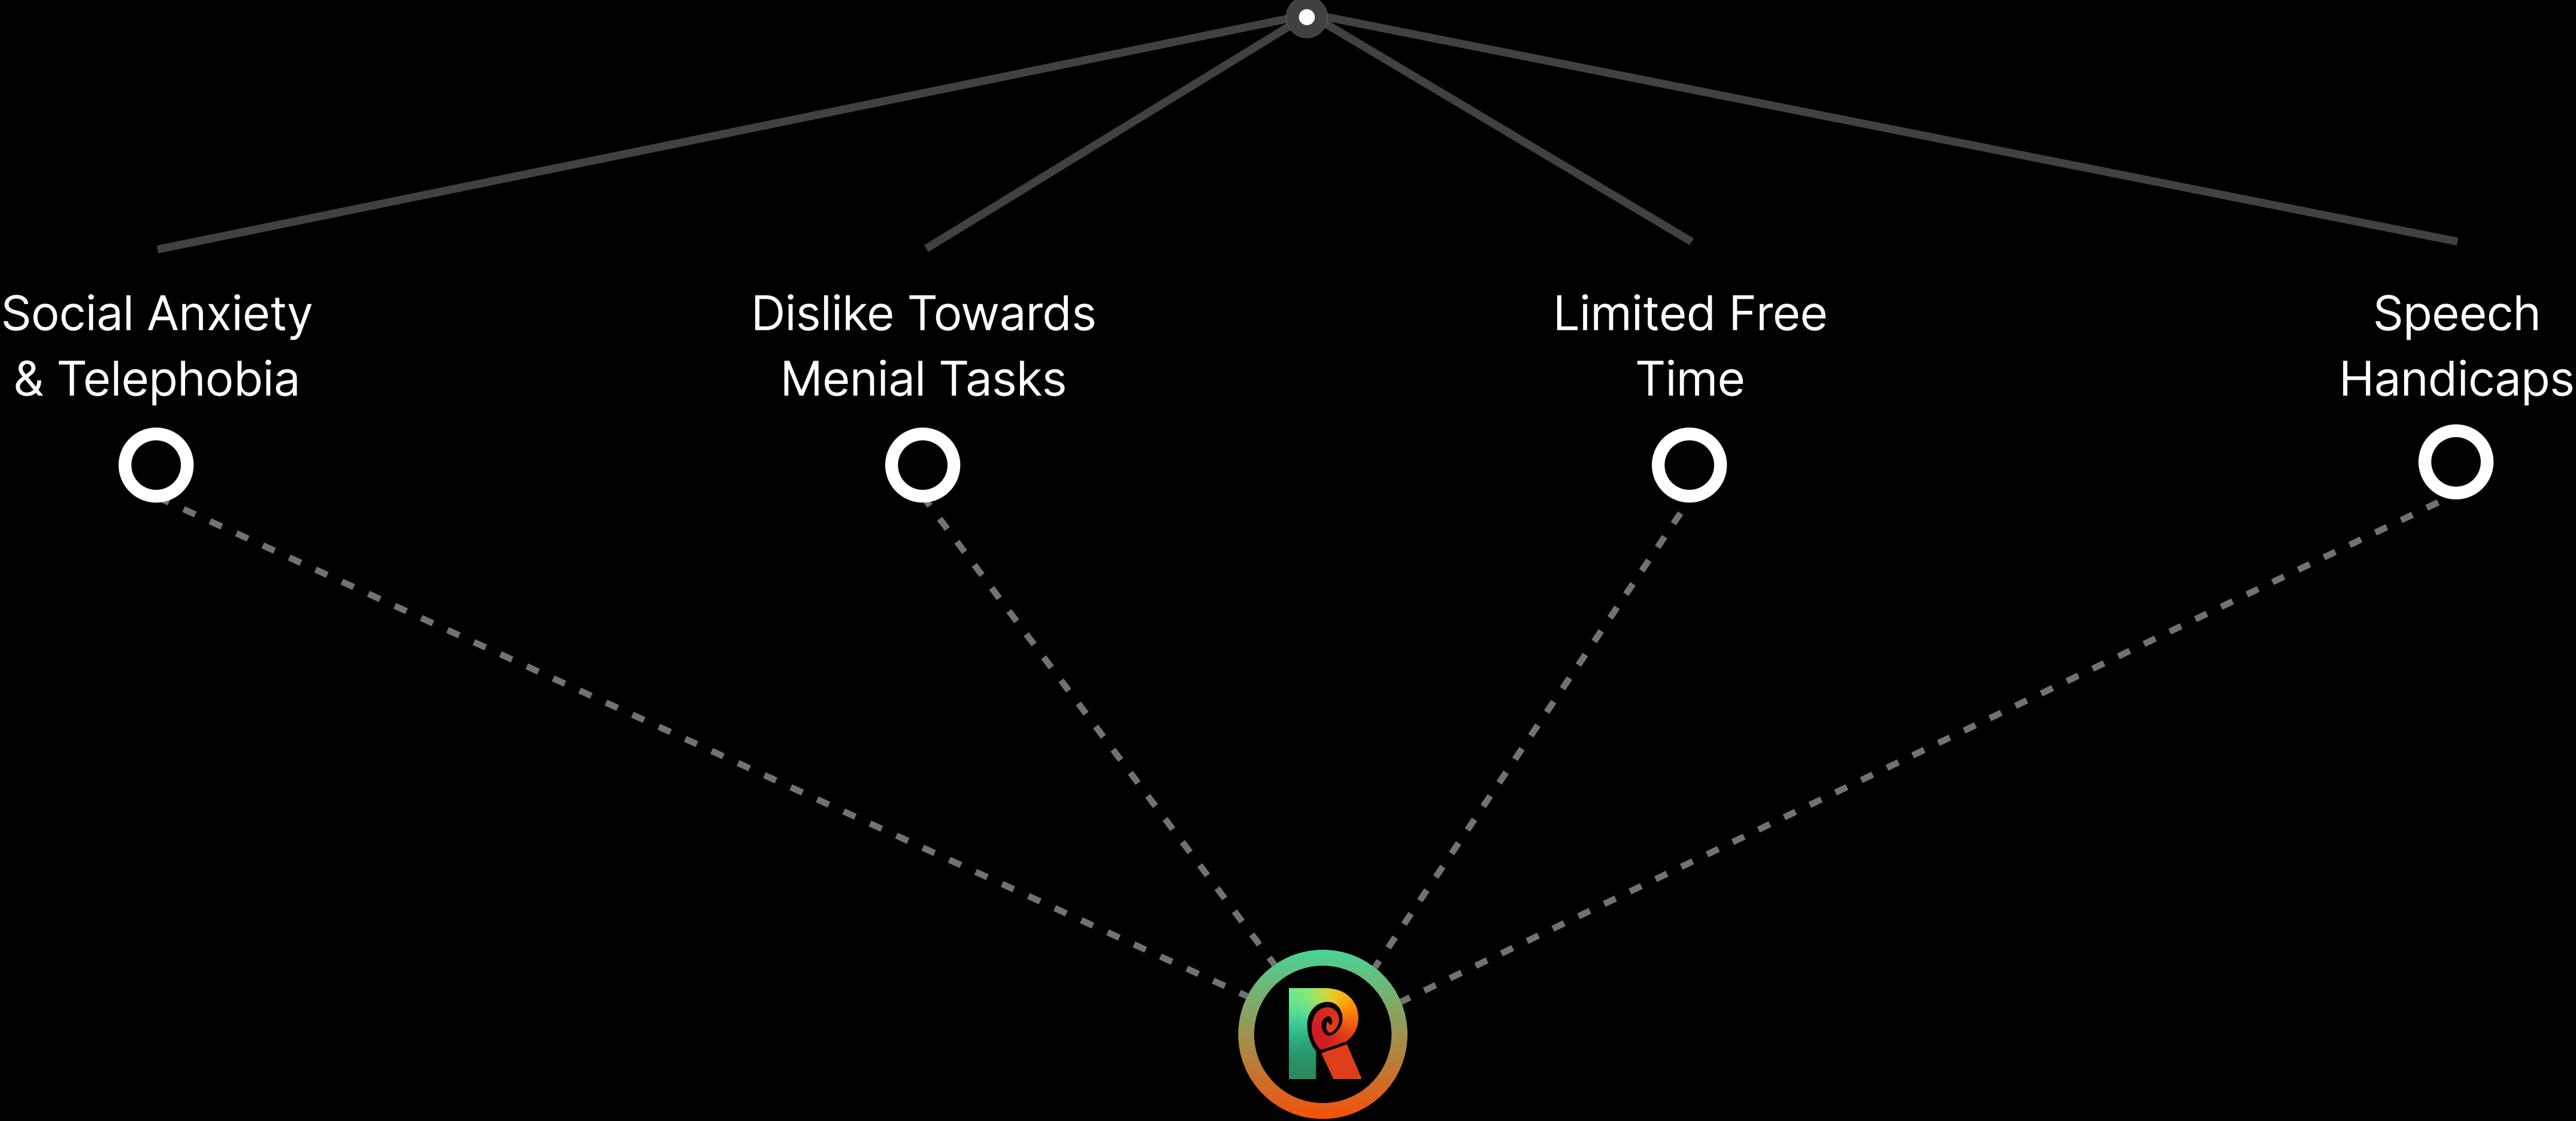 Social Anxiety
& Telephobia
Dislike Towards
Menial Tasks
Limited Free
Time
Speech
Handicaps
R